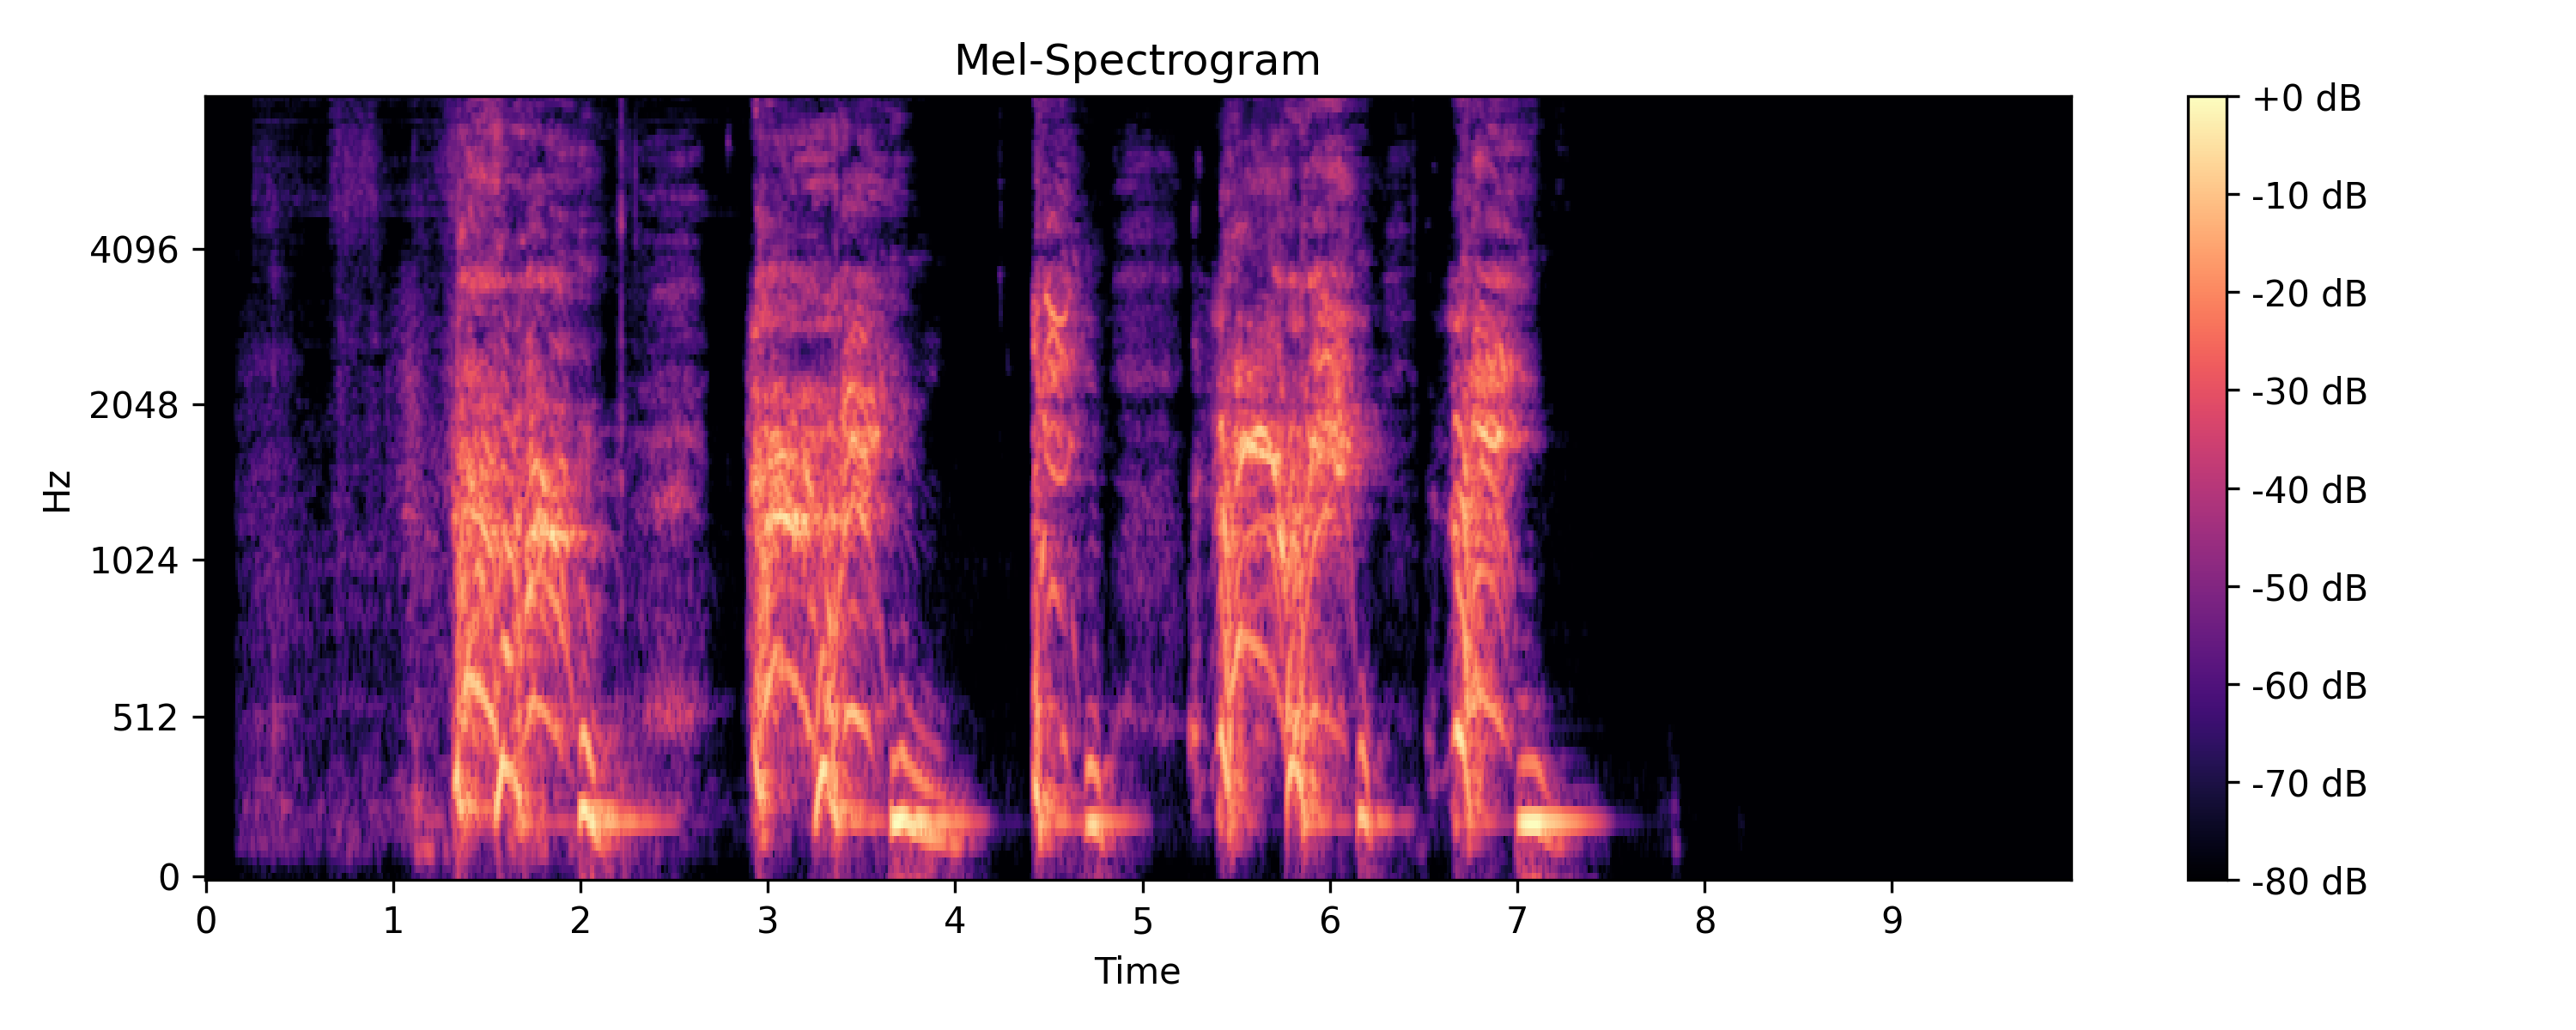 Mel-Spectrogram
Hz
4096
2048
1024
512
0
0 1 2 3 4 5 6 7 8 9
Time
+0 dB
-10 dB
-20 dB
-30 dB
-40 dB
-50 dB
-60 dB
-70 dB
-80 dB